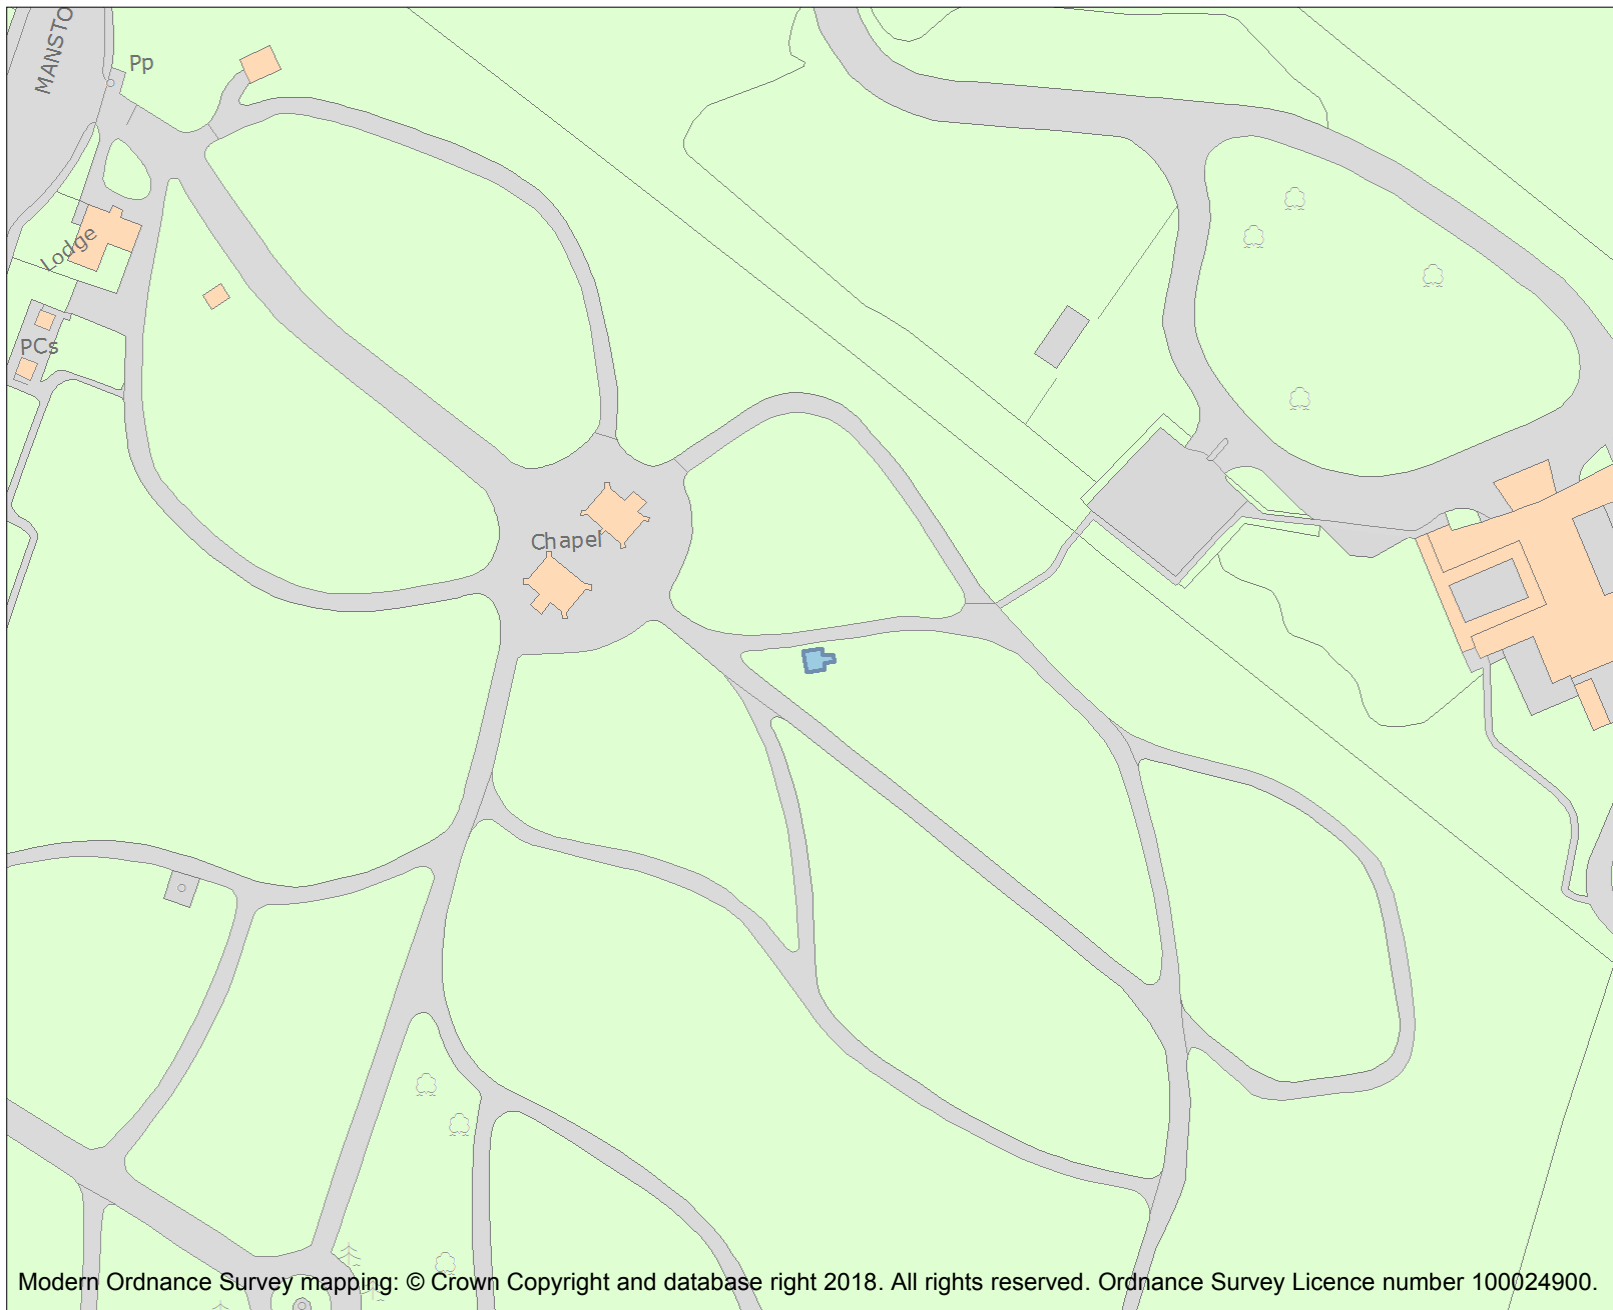 MANSTO
Pp
Lodge
PCs
Chapel
Modern Ordnance Survey mapping: © Crown Copyright and database right 2018. All rights reserved. Ordnance Survey Licence number 100024900.